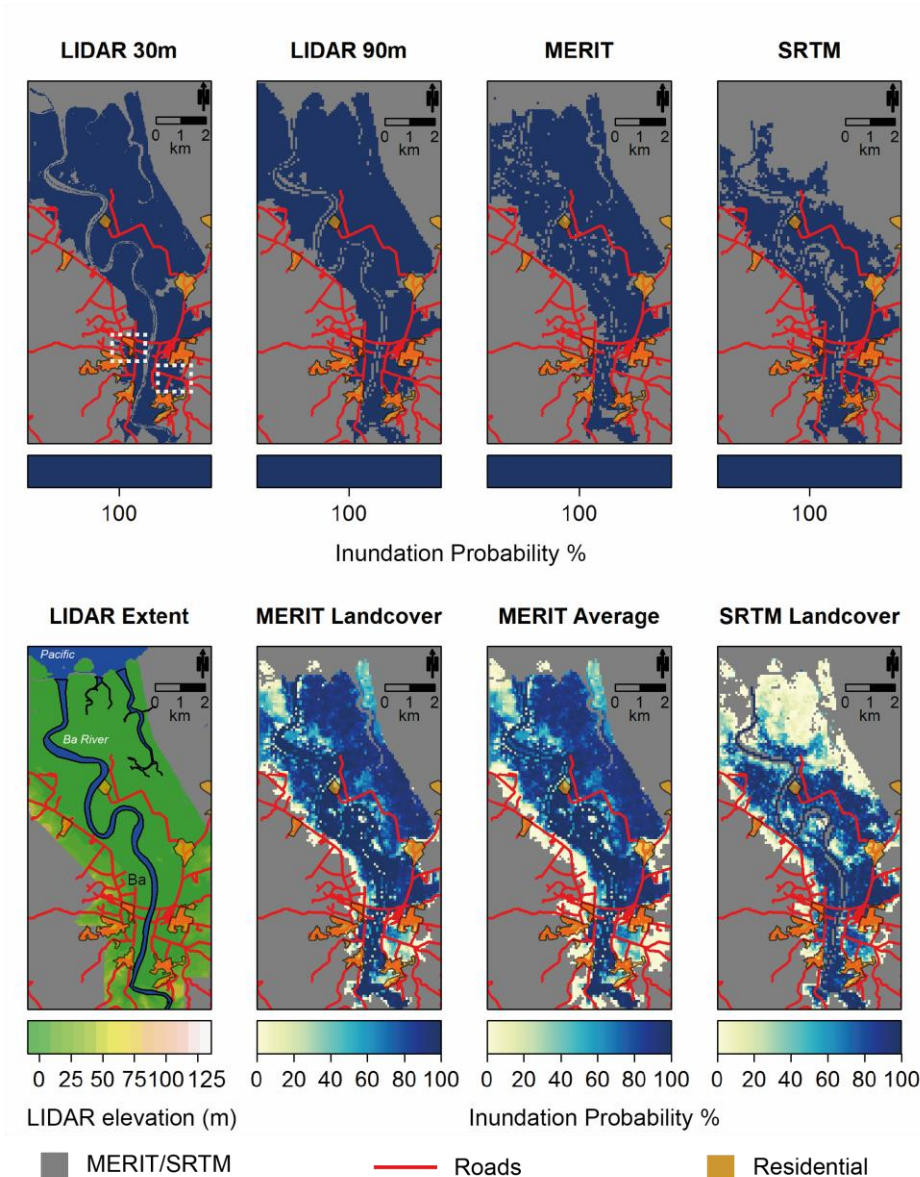 LIDAR 30m LIDAR 90m MERIT SRTM
N N N N
0 1 2 0 1 2 0 1 2 0 1 2
km km km km
100 100 100 100
Inundation Probability %
LIDAR Extent MERIT Landcover MERIT Average SRTM Landcover
Pacific N N N N
0 1 2 0 1 2 0 1 2 0 1 2
km km km km
Ba River
Ba
0 25 50 75 100 125 0 20 40 60 80 100 0 20 40 60 80 100 0 20 40 60 80 100
LIDAR elevation (m) Inundation Probability %
MERIT/SRTM Roads Residential